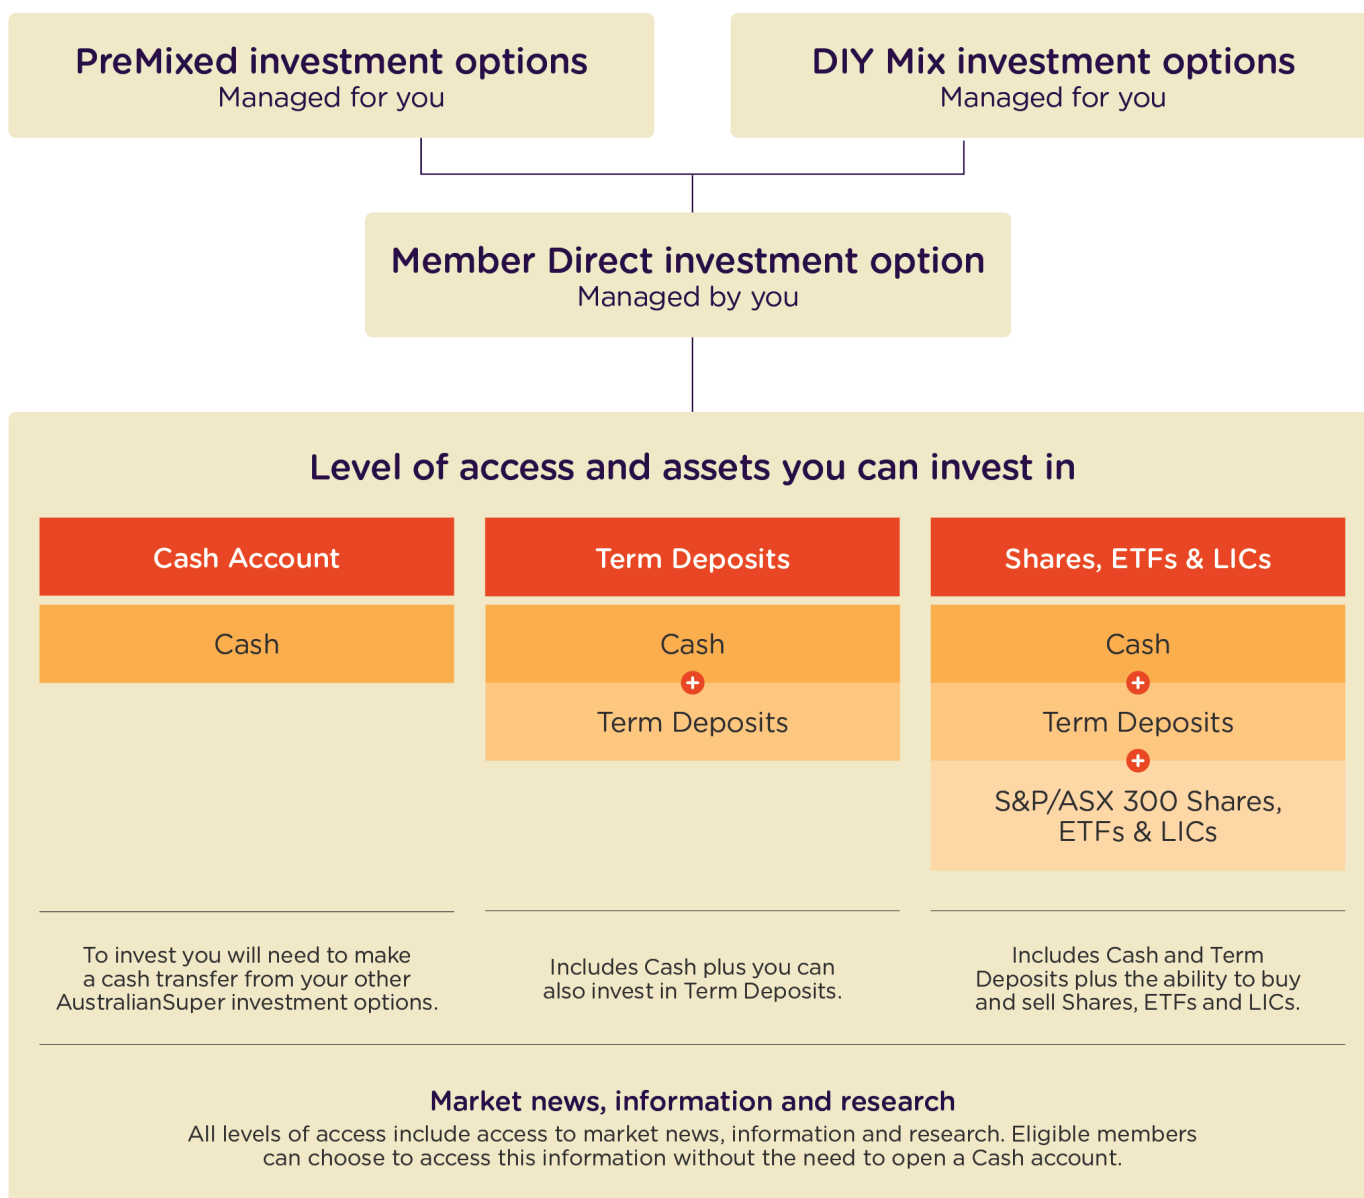 PreMixed investment options
Managed for you
DIY Mix investment options
Managed for you
Member Direct investment option
Managed by you
Level of access and assets you can invest in
Cash Account
Cash
To invest you will need to make
a cash transfer from your other
AustralianSuper investment options.
Term Deposits
Cash
+
Term Deposits
Includes Cash plus you can
also invest in Term Deposits.
Shares, ETFs & LICs
Cash
+
Term Deposits
+
S&P/ASX 300 Shares,
ETFs & LICs
Includes Cash and Term
Deposits plus the ability to buy
and sell Shares, ETFs and LICs.
Market news, information and research
All levels of access include access to market news, information and research. Eligible members
can choose to access this information without the need to open a Cash account.